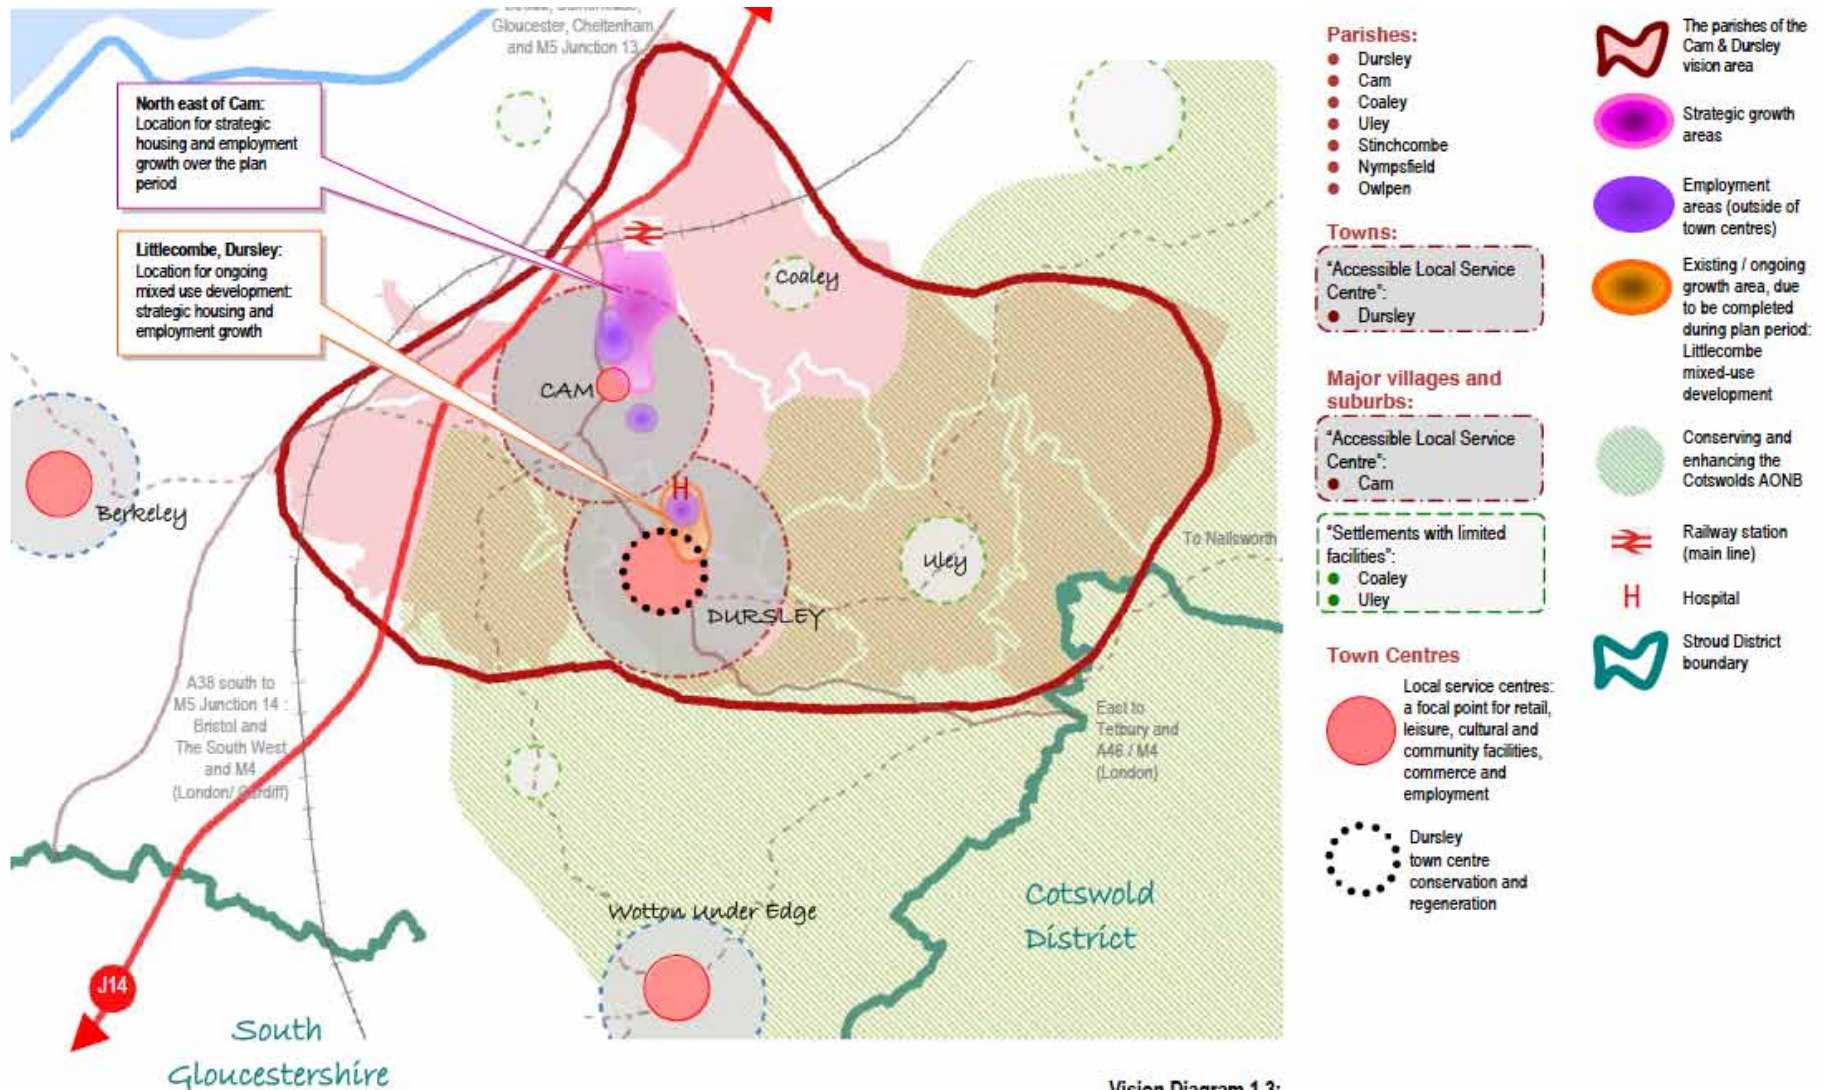 Gloucester, Cheltenham,
and M5 Junction 13
North east of Cam:
Location for strategic
housing and employment
growth over the plan
period
Littlecombe, Dursley:
Location for ongoing
mixed use development:
strategic housing and
employment growth
Coaley
CAM
Berkeley
H
Uley
To Nailsworth
DURSLEY
A38 south to
M5 Junction 14 :
Bristol and
The South West
and M4
(London/ Cardiff)
East to
Tetbury and
A46 / M4
(London)
Wotton Under Edge
Cotswold
District
J14
South
Gloucestershire
Parishes:
Dursley
Cam
Coaley
Uley
Stinchcombe
Nympsfield
Owlpen
Towns:
“Accessible Local Service
Centre”:
Dursley
Major villages and
suburbs:
“Accessible Local Service
Centre”:
Cam
“Settlements with limited
facilities”:
Coaley
Uley
Town Centres
Local service centres:
a focal point for retail,
leisure, cultural and
community facilities,
commerce and
employment
Dursley
town centre
conservation and
regeneration
The parishes of the
Cam & Dursley
vision area
Strategic growth
areas
Employment
areas (outside of
town centres)
Existing / ongoing
growth area, due
to be completed
during plan period:
Littlecombe
mixed-use
development
Conserving and
enhancing the
Cotswolds AONB
Railway station
(main line)
H
Hospital
Stroud District
boundary
Vision Diagram 1.3: